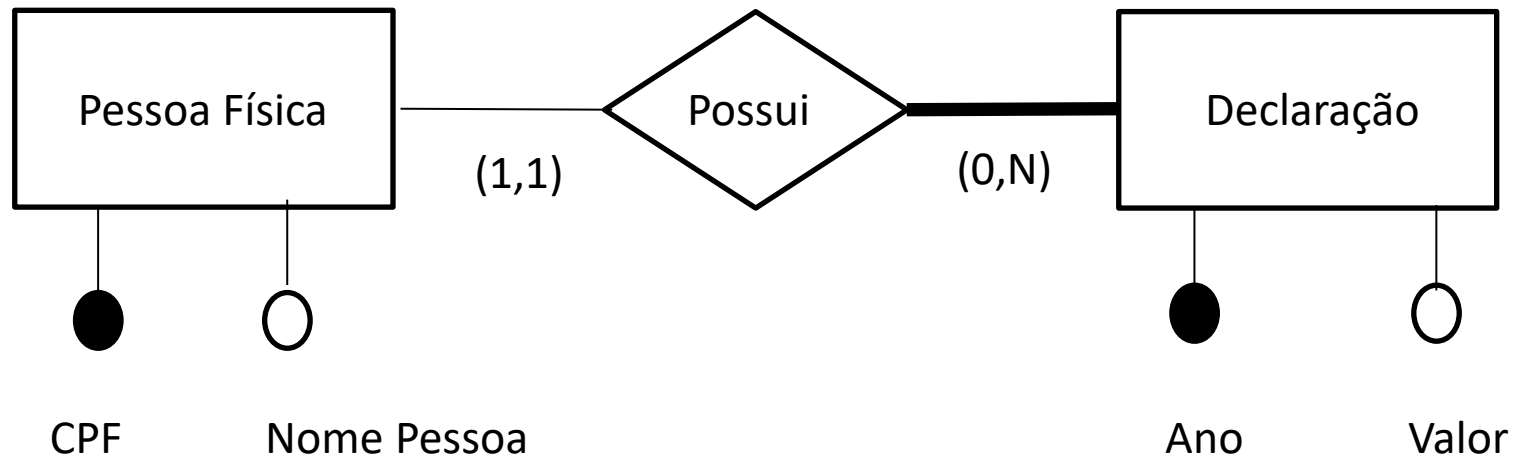 Pessoa Física
Possui
Declaração
(1,1)
(0,N)
CPF
Nome Pessoa
Ano
Valor